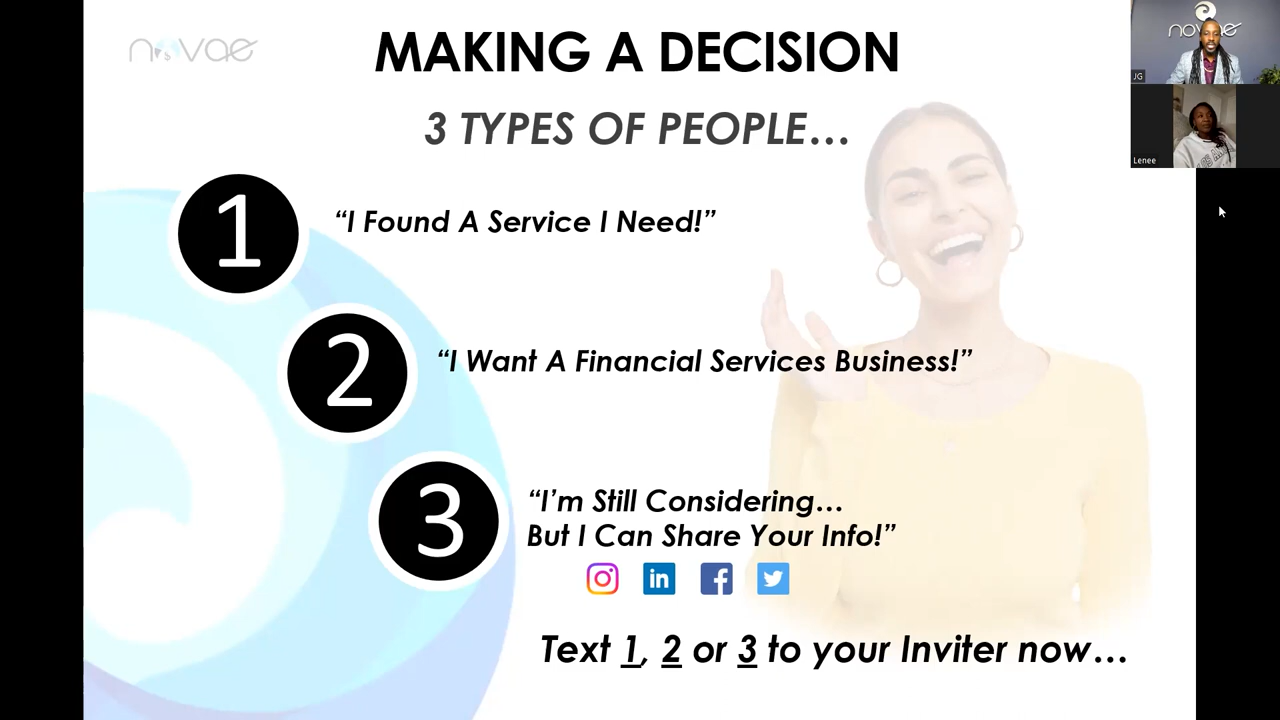 novae
MAKING A DECISION
3 TYPES OF PEOPLE...
1
“I Found A Service I Need!”
2
“I Want A Financial Services Business!”
3
“I’m Still Considering...
But I Can Share Your Info!”
in
Text 1, 2 or 3 to your Inviter now...
novae
JG
Lenee